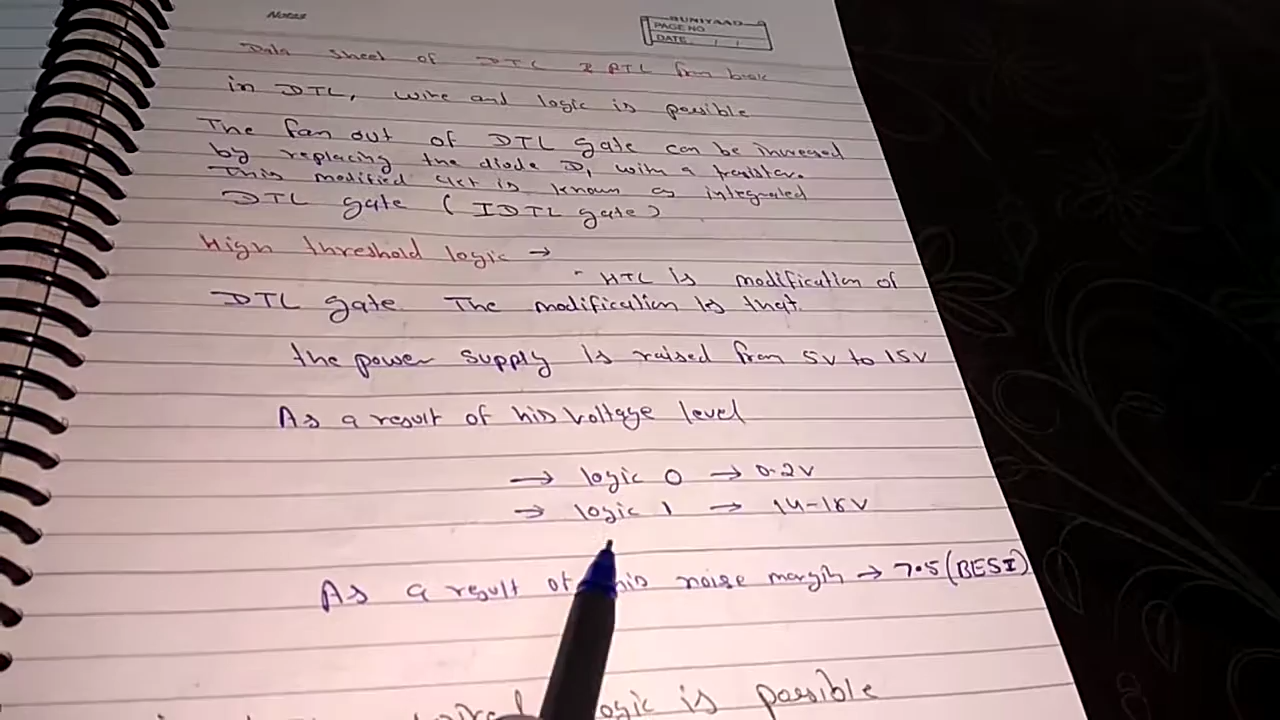 Notes
BUNIYAAD
PAGE NO
DATE / /
Data sheet of DTL & RTL from book
in DTL, wire and logic is possible
The fan out of DTL gate can be incresed
by replacing the diode D, with a trasistor.
This modified ckt is known as integrated
DTL gate (IDTL gate)
High threshold logic →
HTL is modification of
DTL gate The modification is that.
the power supply is raised from 5V to 15V
As a result of his voltage level
→ logic 0 → 0.2V
→ logic 1 → 14-15V
As a result of this noise margin → 7.5 (BEST)
logic is possible